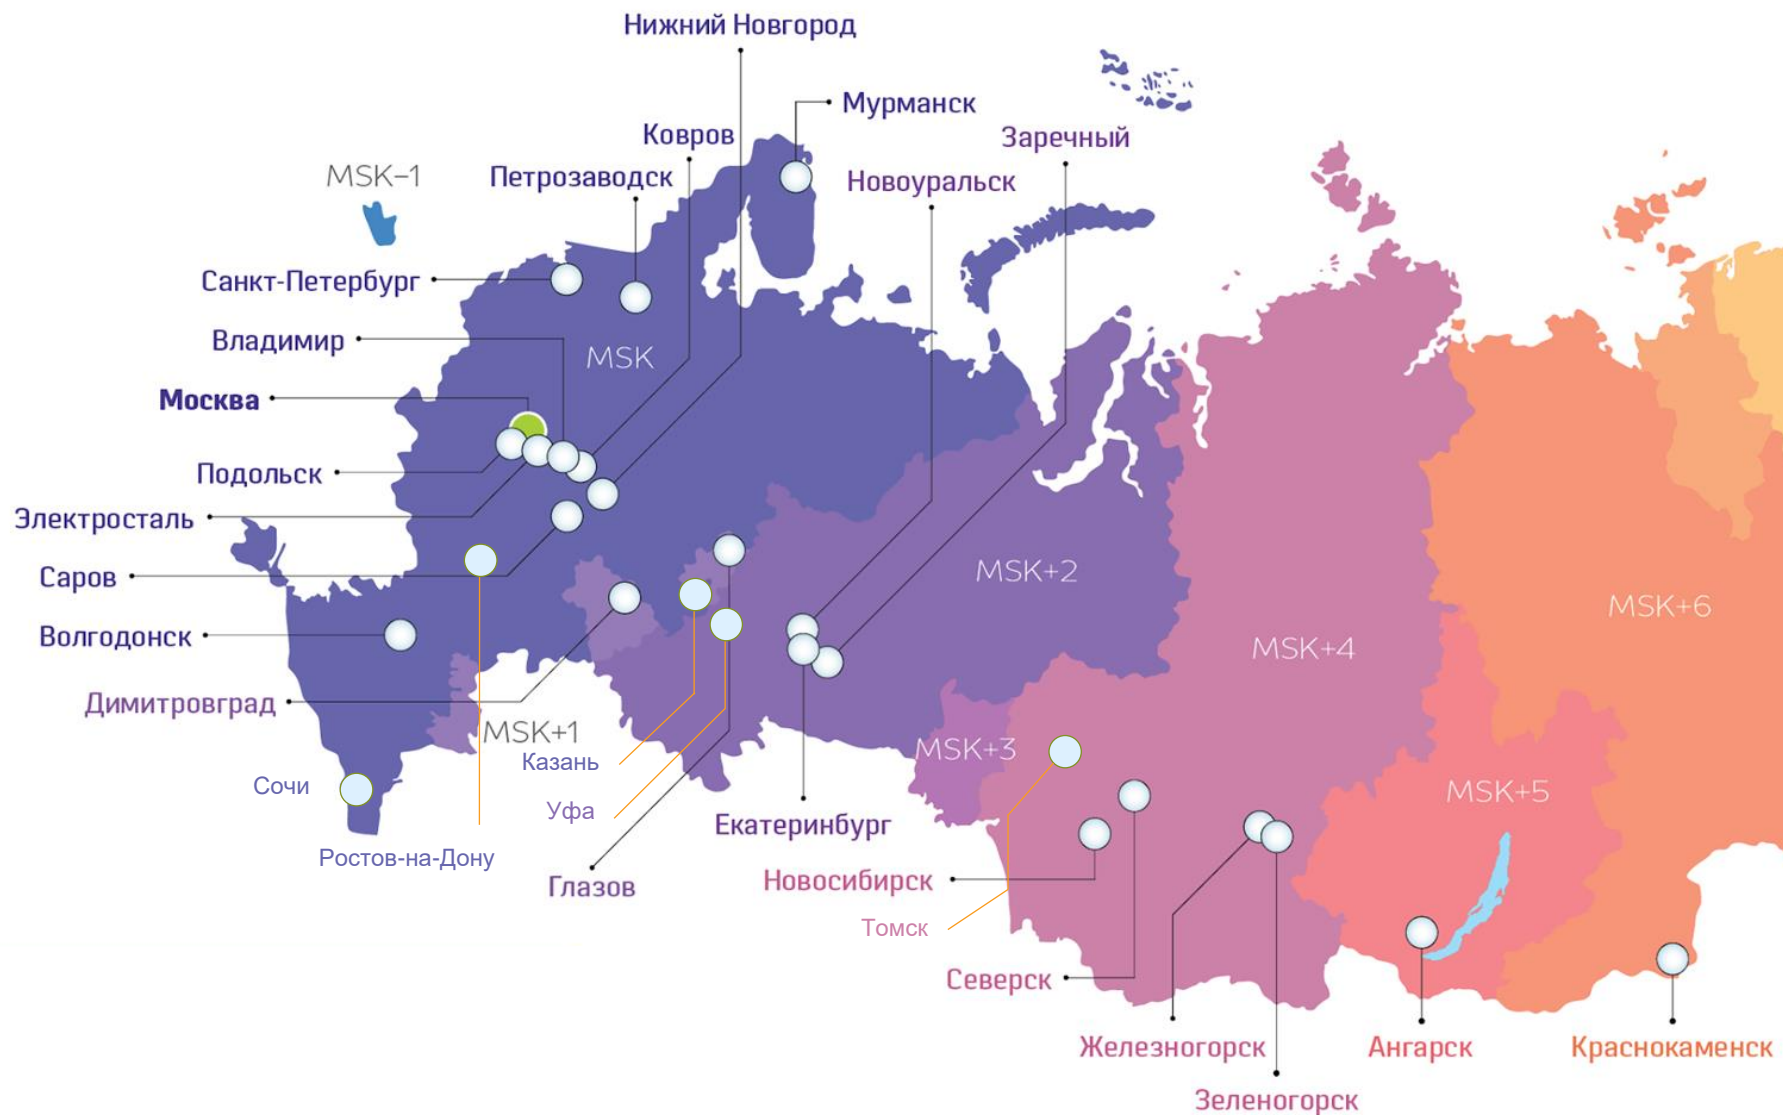 Нижний Новгород
Мурманск
Ковров
Заречный
MSK–1
Петрозаводск
Новоуральск
Санкт-Петербург
Владимир
MSK
Москва
Подольск
Электросталь
MSK+2
Саров
MSK+6
Волгодонск
MSK+4
Димитровград
MSK+1
MSK+3
Казань
Сочи
MSK+5
Уфа
Екатеринбург
Ростов-на-Дону
Глазов
Новосибирск
Томск
Северск
Железногорск
Ангарск
Краснокаменск
Зеленогорск